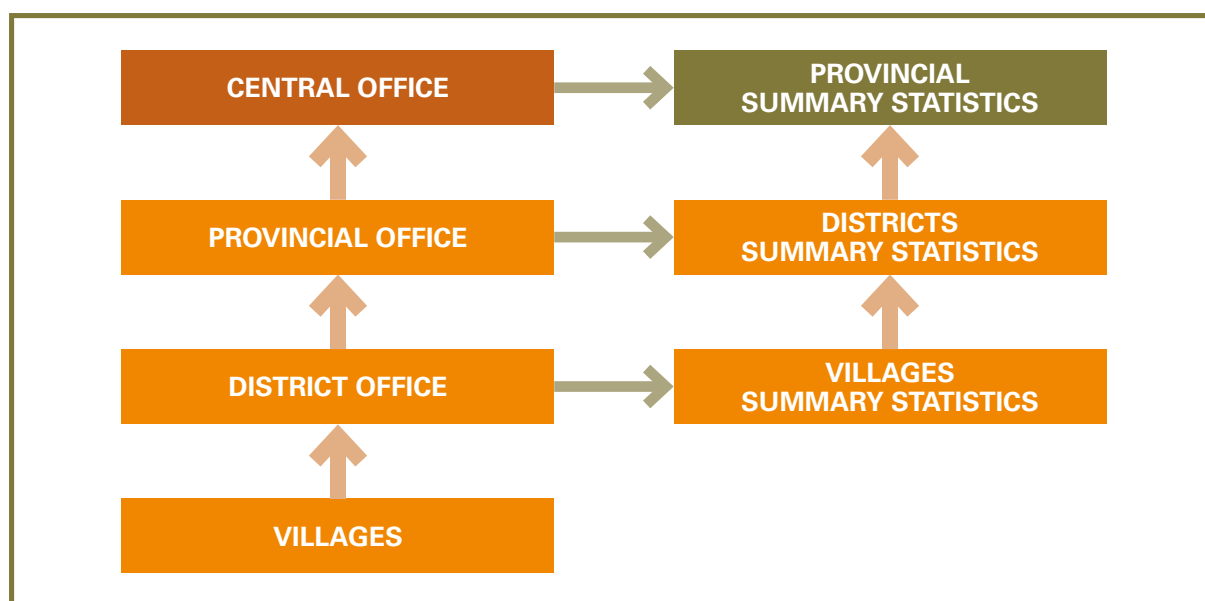 CENTRAL OFFICE
PROVINCIAL
SUMMARY STATISTICS
PROVINCIAL OFFICE
DISTRICTS
SUMMARY STATISTICS
DISTRICT OFFICE
VILLAGES
SUMMARY STATISTICS
VILLAGES